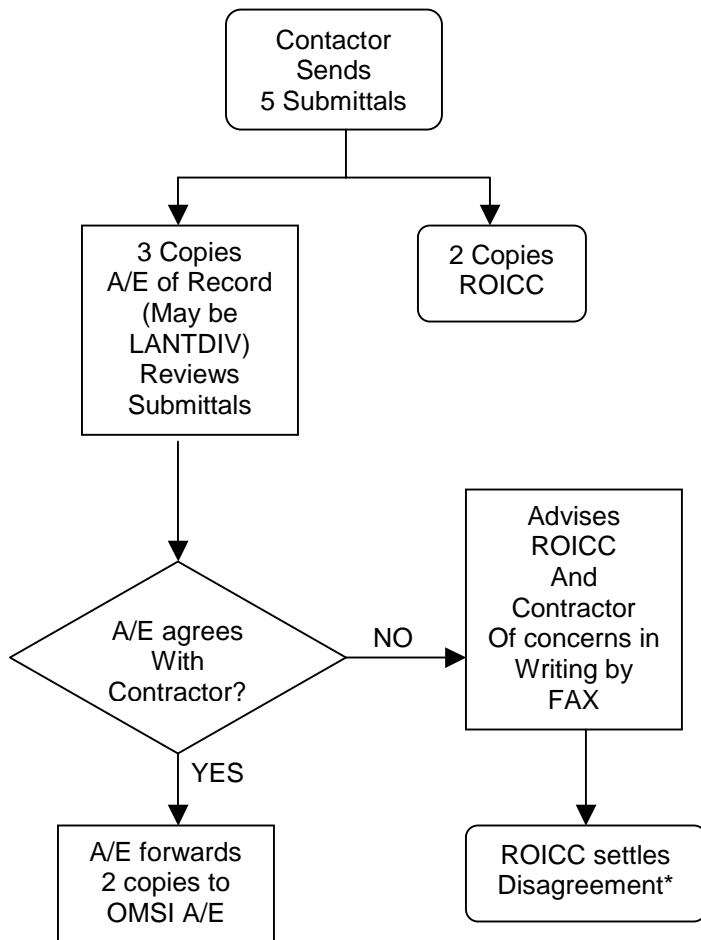 Contactor
Sends
5 Submittals
3 Copies
A/E of Record
(May be
LANTDIV)
Reviews
Submittals
2 Copies
ROICC
A/E agrees
With
Contractor?
NO
Advises
ROICC
And
Contractor
Of concerns in
Writing by
FAX
YES
A/E forwards
2 copies to
OMSI A/E
ROICC settles
Disagreement*